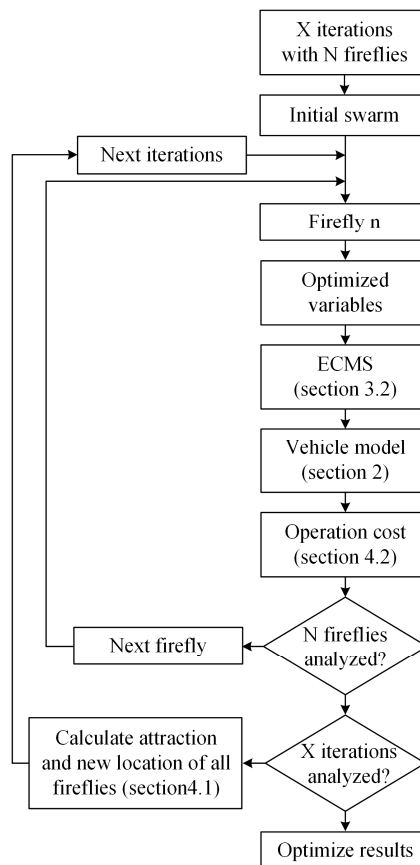 X iterations
with N fireflies
Initial swarm
Next iterations
Firefly n
Optimized
variables
ECMS
(section 3.2)
Vehicle model
(section 2)
Operation cost
(section 4.2)
N fireflies
analyzed?
Next firefly
X iterations
analyzed?
Calculate attraction
and new location of all
fireflies (section4.1)
Optimize results